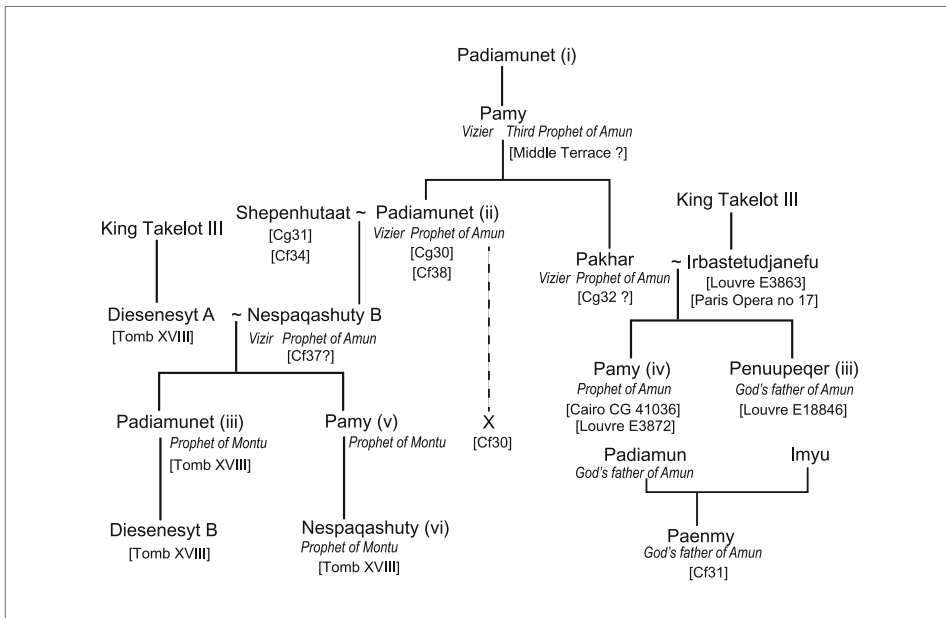 Padiamunet (i)
Pamy
Vizier Third Prophet of Amun
[Middle Terrace ?]
King Takelot III
Shepenhutaat ~ Padiamunet (ii)
[Cg31]
[Cf34]
Vizier Prophet of Amun
[Cg30]
[Cf38]
King Takelot III
Pakhar
Vizier Prophet of Amun
[Cg32 ?]
~ Irbastetudjanefu
[Louvre E3863]
[Paris Opera no 17]
Diesenesyt A
[Tomb XVIII]
~ Nespaqashuty B
Vizir Prophet of Amun
[Cf37?]
Pamy (iv)
Prophet of Amun
[Cairo CG 41036]
[Louvre E3872]
Penuupeqer (iii)
God's father of Amun
[Louvre E18846]
Padiamunet (iii)
Prophet of Montu
[Tomb XVIII]
Pamy (v)
Prophet of Montu
X
[Cf30]
Padiamun
God's father of Amun
Imyu
Diesenesyt B
[Tomb XVIII]
Nespaqashuty (vi)
Prophet of Montu
[Tomb XVIII]
Paenmy
God's father of Amun
[Cf31]